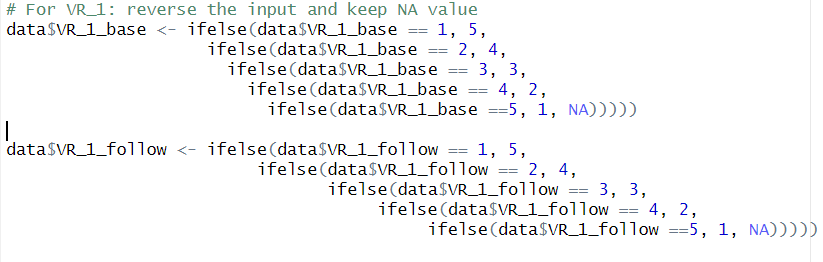 # For VR_1: reverse the input and keep NA value
data$VR_1_base <- ifelse(data$VR_1_base == 1, 5,
ifelse(data$VR_1_base == 2, 4,
ifelse(data$VR_1_base == 3, 3,
ifelse(data$VR_1_base == 4, 2,
ifelse(data$VR_1_base ==5, 1, NA)))))
data$VR_1_follow <- ifelse(data$VR_1_follow == 1, 5,
ifelse(data$VR_1_follow == 2, 4,
ifelse(data$VR_1_follow == 3, 3,
ifelse(data$VR_1_follow == 4, 2,
ifelse(data$VR_1_follow ==5, 1, NA)))))